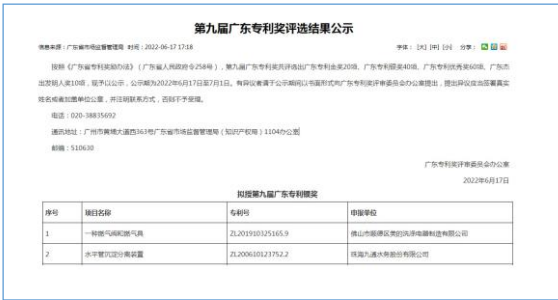 第九届广东专利奖评选结果公示
信息来源：广东省市场监督管理局 时间：2022-06-17 17:18 字体：[大] [中] [小] 分享：
按照《广东省专利奖励办法》（广东省人民政府令258号），第九届广东专利奖共评选出广东专利金奖20项、广东专利银奖40项、广东专利优秀奖60项、广东杰
出发明人奖10项，现予以公示，公示期为2022年6月17日至7月1日。有异议者请于公示期间以书面形式向广东专利奖评审委员会办公室提出，提出异议应当签署真实
姓名或者加盖单位公章，并注明联系方式，否则不予受理。
电话：020-38835692
通讯地址：广州市黄埔大道西363号广东省市场监督管理局（知识产权局）1104办公室
邮编：510630
广东专利奖评审委员会办公室
2022年6月17日
拟授第九届广东专利银奖
序号 项目名称 专利号 申报单位
1 一种燃气阀和燃气具 ZL201910325165.9 佛山市顺德区美的洗涤电器制造有限公司
2 水平管沉淀分离装置 ZL200610123752.2 珠海九通水务股份有限公司